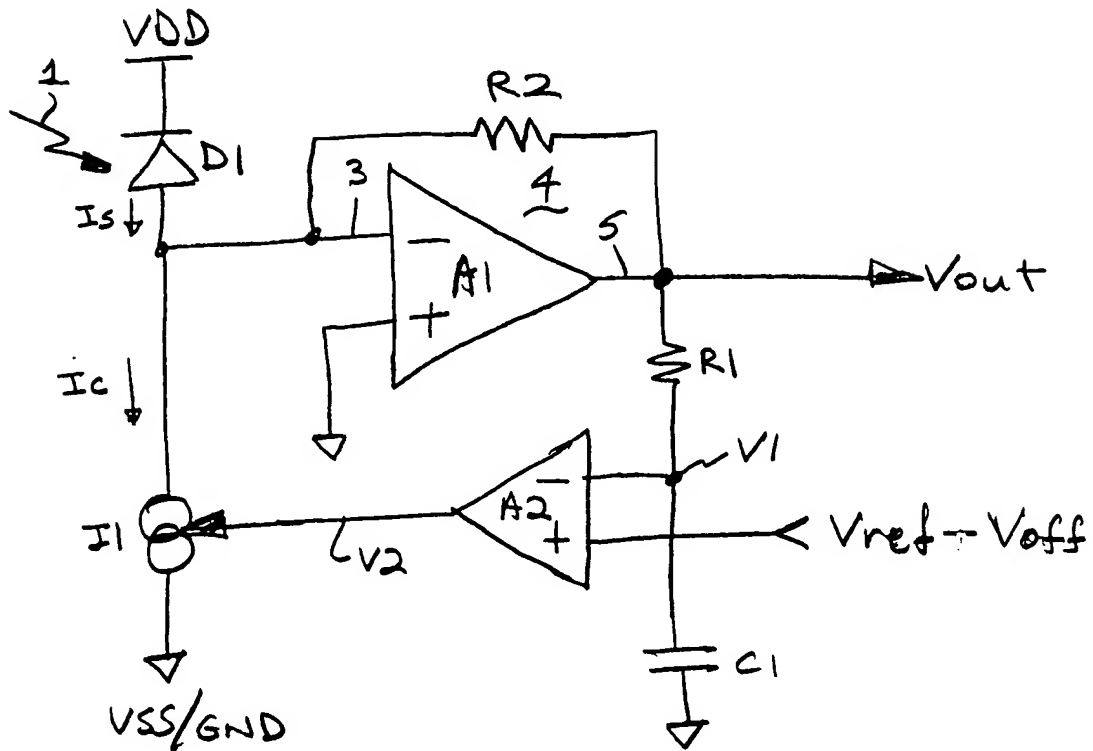 VDD
1
R2
D1
3
4
Is
5
−
A1
+
Vout
R1
Ic
V1
−
A2
+
I1
V2
Vref-Voff
C1
VSS/GND